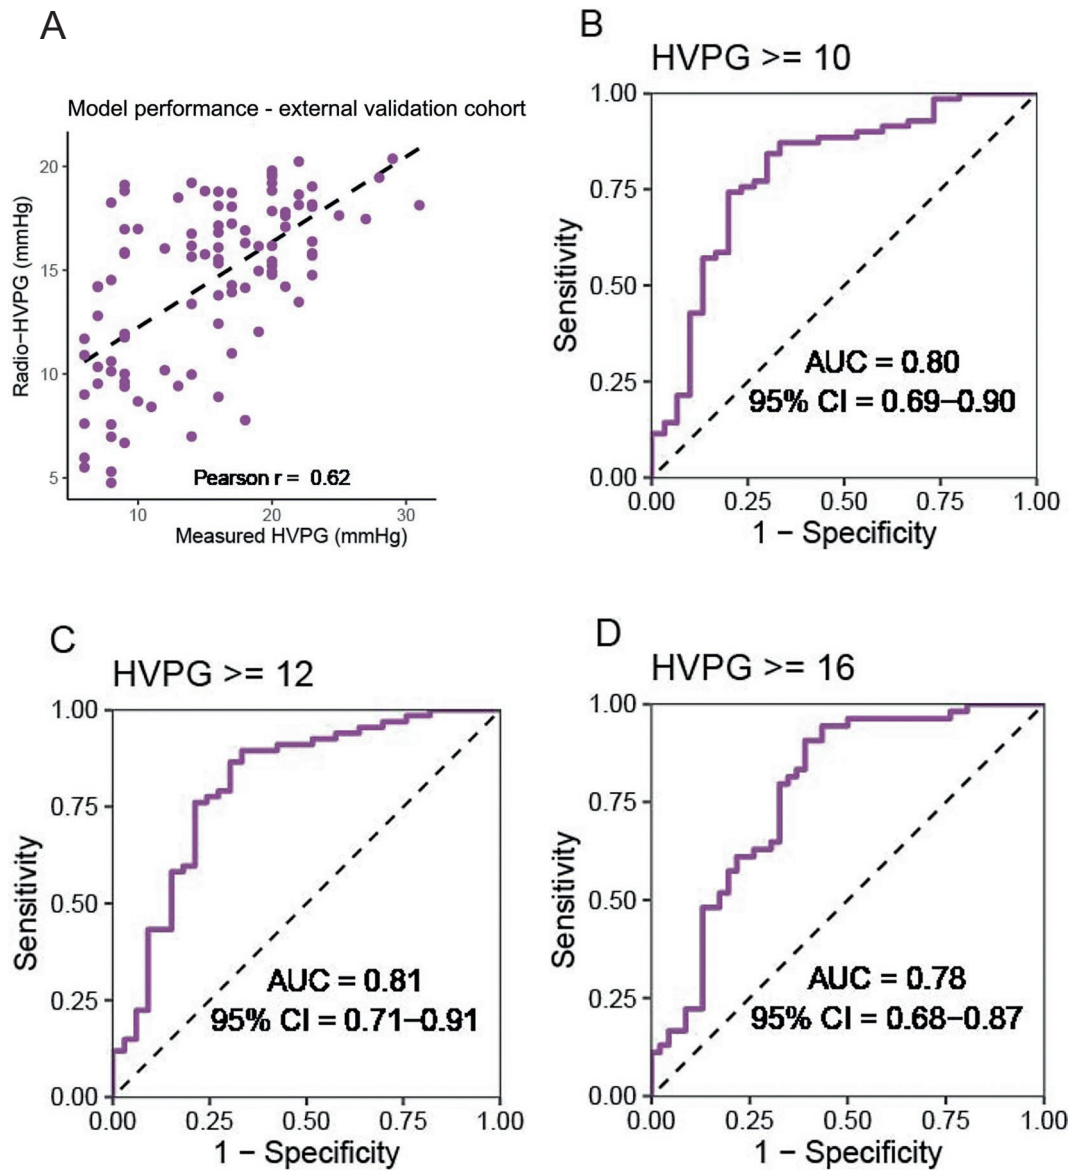 A
Model performance - external validation cohort
Radio−HVPG (mmHg)
20
15
10
5
Pearson r =  0.62
10
20
30
Measured HVPG (mmHg)
B
HVPG >= 10
Sensitivity
1.00
0.75
0.50
0.25
0.00
AUC = 0.80
95% CI = 0.69−0.90
0.00
0.25
0.50
0.75
1.00
1 − Specificity
C
HVPG >= 12
Sensitivity
1.00
0.75
0.50
0.25
0.00
AUC = 0.81
95% CI = 0.71−0.91
0.00
0.25
0.50
0.75
1.00
1 − Specificity
D
HVPG >= 16
Sensitivity
1.00
0.75
0.50
0.25
0.00
AUC = 0.78
95% CI = 0.68−0.87
0.00
0.25
0.50
0.75
1.00
1 − Specificity